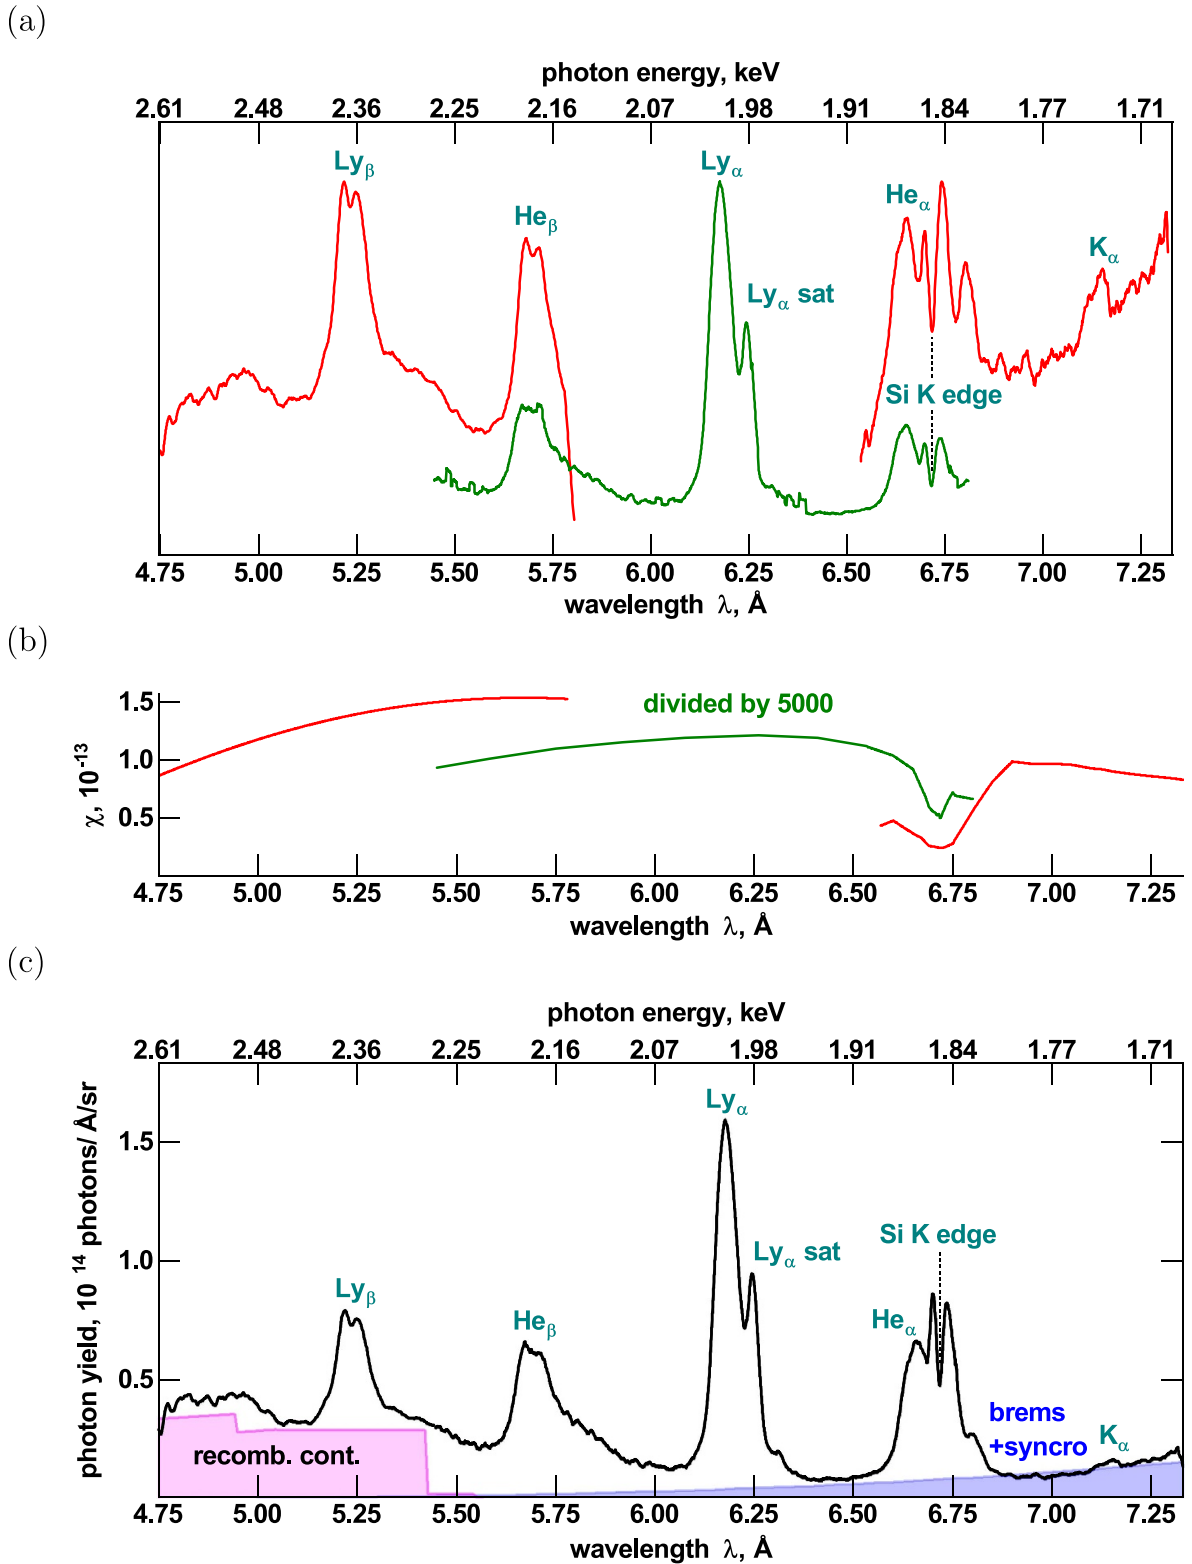 (a)
photon energy, keV
2.61 2.48 2.36 2.25 2.16 2.07 1.98 1.91 1.84 1.77 1.71
Lyβ
Heβ
Lyα
Lyα sat
Heα
Kα
Si K edge
4.75 5.00 5.25 5.50 5.75 6.00 6.25 6.50 6.75 7.00 7.25
wavelength λ, Å
(b)
χ, 10⁻¹³
1.5
1.0
0.5
divided by 5000
4.75 5.00 5.25 5.50 5.75 6.00 6.25 6.50 6.75 7.00 7.25
wavelength λ, Å
(c)
photon energy, keV
2.61 2.48 2.36 2.25 2.16 2.07 1.98 1.91 1.84 1.77 1.71
photon yield, 10 ¹⁴ photons/ Å/sr
1.5
1.0
0.5
Lyα
Lyα sat
Si K edge
Lyβ
Heβ
Heα
brems
+syncro
Kα
recomb. cont.
4.75 5.00 5.25 5.50 5.75 6.00 6.25 6.50 6.75 7.00 7.25
wavelength λ, Å